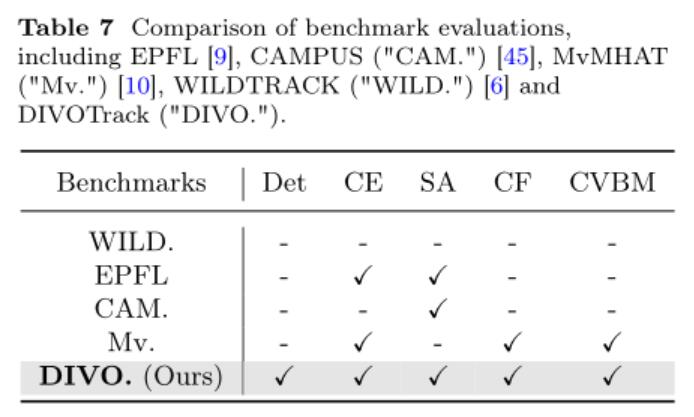 Table 7 Comparison of benchmark evaluations,
including EPFL [9], CAMPUS ("CAM.") [45], MvMHAT
("Mv.") [10], WILDTRACK ("WILD.") [6] and
DIVOTrack ("DIVO.").
Benchmarks Det CE SA CF CVBM
WILD. - - - - -
EPFL - ✓ ✓ - -
CAM. - - ✓ - -
Mv. - ✓ - ✓ ✓
DIVO. (Ours) ✓ ✓ ✓ ✓ ✓